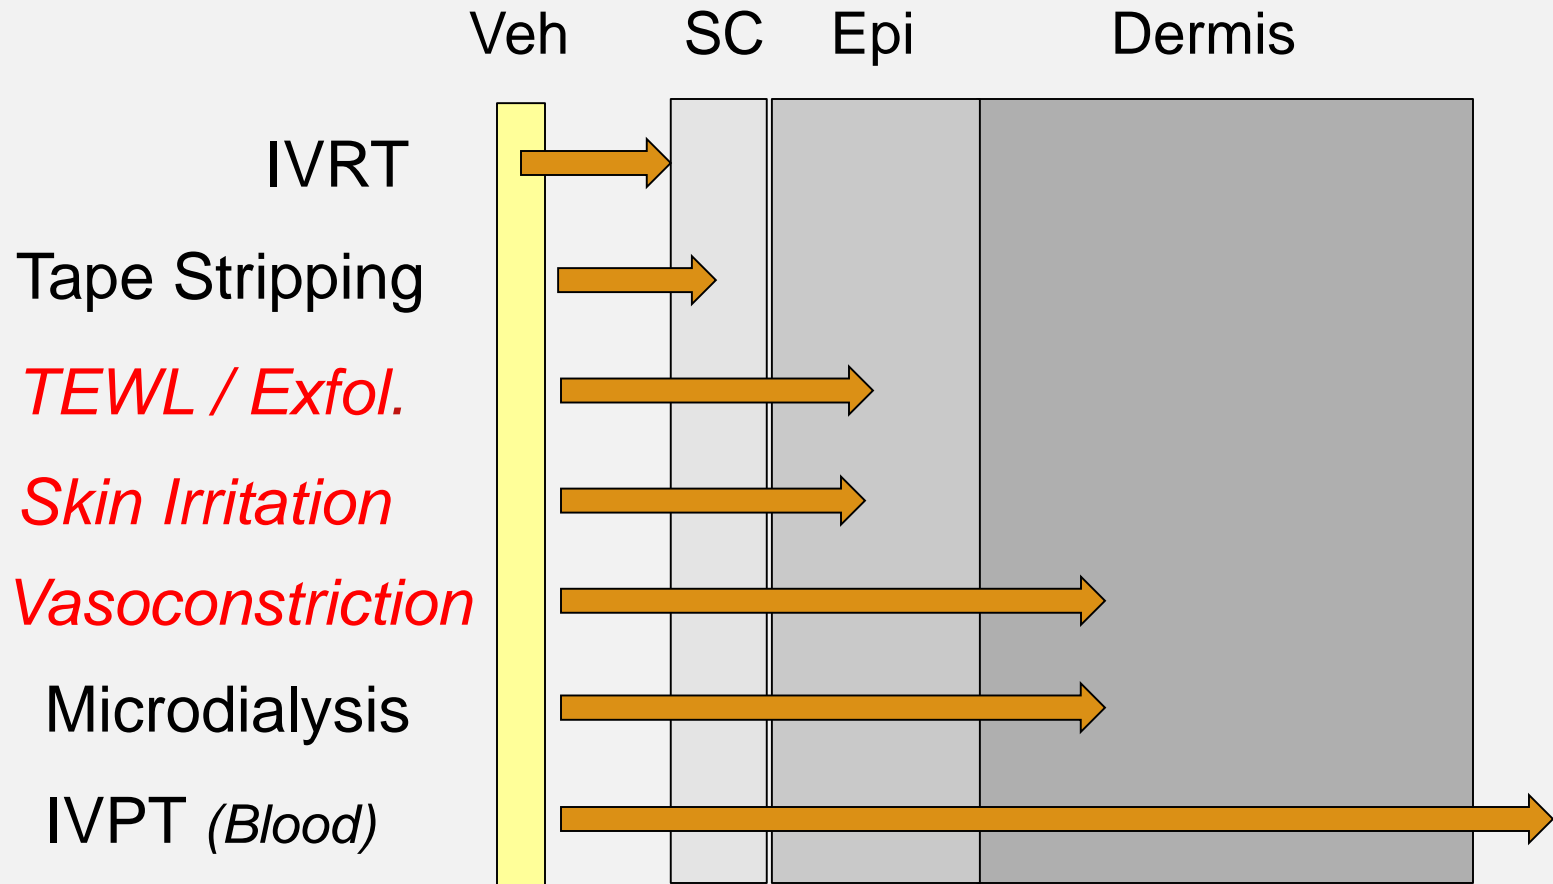 Veh SC Epi Dermis
IVRT
Tape Stripping
TEWL / Exfol.
Skin Irritation
Vasoconstriction
Microdialysis
IVPT (Blood)